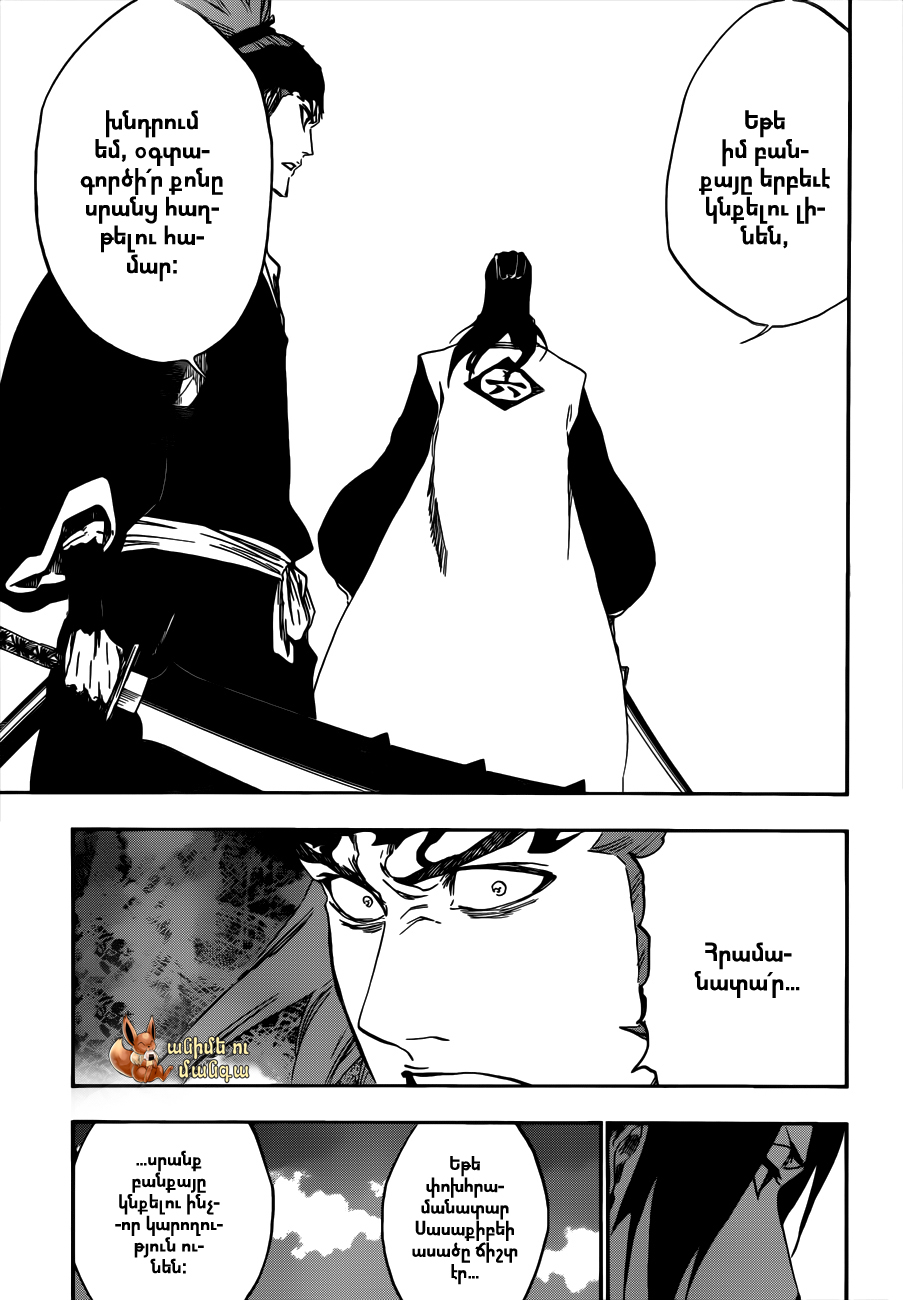 Եթե
իմ բան-
քայը երբեւէ
կնքելու լի-
նեն,
խնդրում
եմ, օգտա-
գործի՛ր քոնը
սրանց հաղ-
թելու հա-
մար:
Հրամա-
նատա՛ր...
անիմե ու
մանգա
Եթե
փոխհրա-
մանատար
Սասաքիբեի
ասածը ճիշտ
էր...
...սրանք
բանքայը
կնքելու ինչ-
-որ կարողու-
թյուն ու-
նեն: